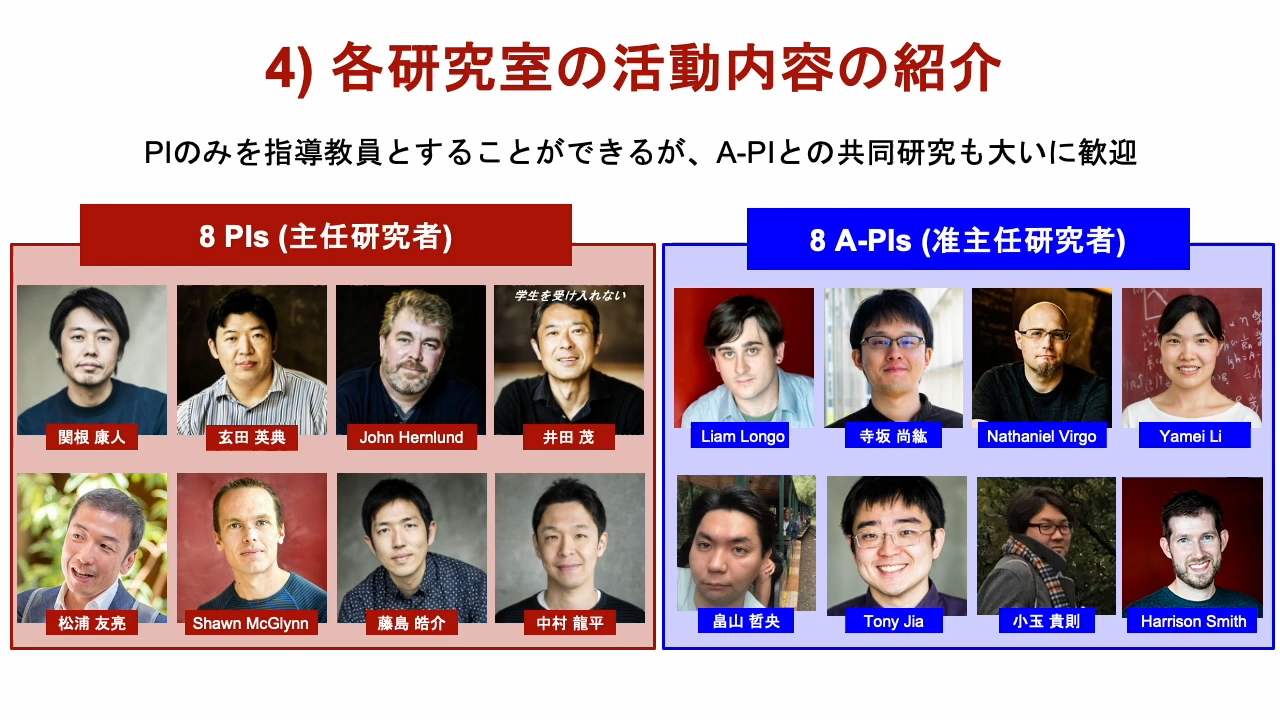 4) 各研究室の活動内容の紹介
PIのみを指導教員とすることができるが、A-PIとの共同研究も大いに歓迎
8 PIs (主任研究者)
学生を受け入れない
関根 康人
玄田 英典
John Hernlund
井田 茂
松浦 友亮
Shawn McGlynn
藤島 皓介
中村 龍平
8 A-PIs (准主任研究者)
Liam Longo
寺坂 尚紘
Nathaniel Virgo
Yamei Li
畠山 哲央
Tony Jia
小玉 貴則
Harrison Smith